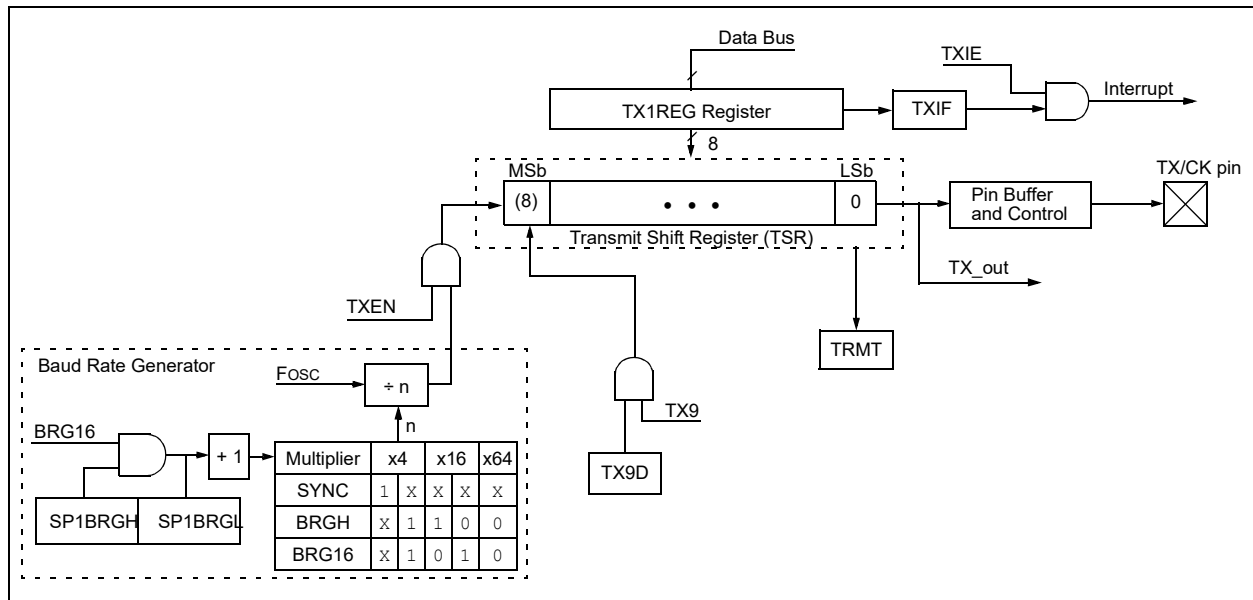 Data Bus
TXIE
Interrupt
TX1REG Register
TXIF
8
MSb
LSb
TX/CK pin
(8)
• • •
0
Pin Buffer
and Control
Transmit Shift Register (TSR)
TX_out
TXEN
TRMT
Baud Rate Generator
FOSC
÷ n
n
TX9
BRG16
+ 1
Multiplier x4 x16 x64
SYNC 1 X X X X
BRGH X 1 1 0 0
BRG16 X 1 0 1 0
TX9D
SP1BRGH
SP1BRGL